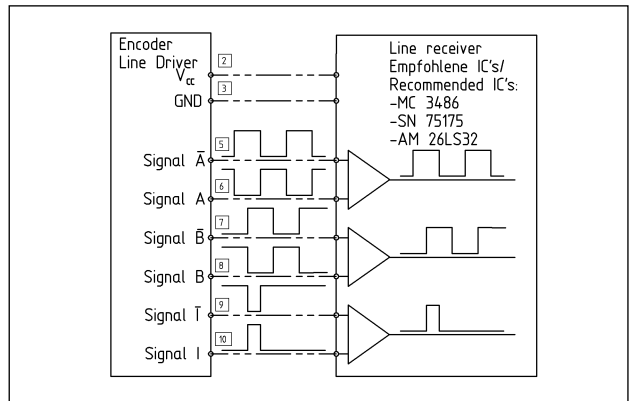 Encoder
Line Driver
V cc
GND
Signal A̅
Signal A
Signal B̅
Signal B
Signal I̅
Signal I
2
3
5
6
7
8
9
10
Line receiver
Empfohlene IC's/
Recommended IC's:
-MC 3486
-SN 75175
-AM 26LS32